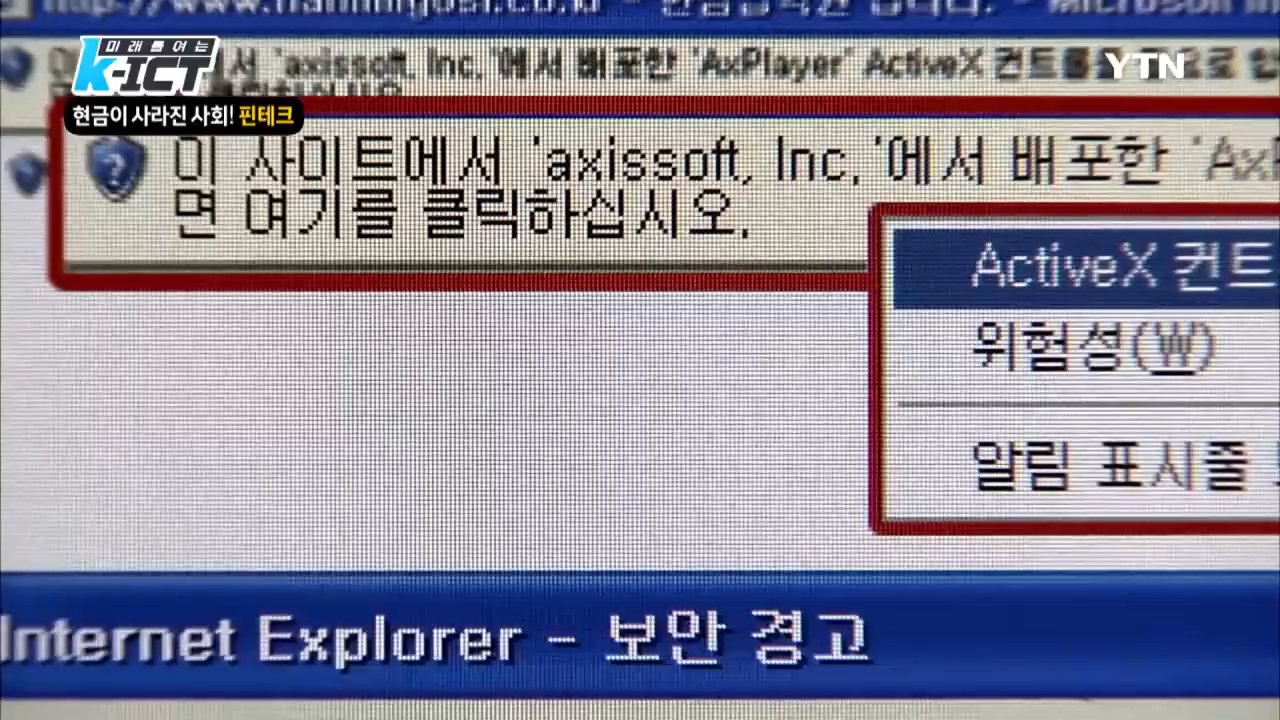 미래를 여는
K-ICT
YTN
현금이 사라진 사회! 핀테크
서 'axissoft, Inc.'에서 배포한 'AxPlayer' ActiveX 컨트롤을
이 사이트에서 'axissoft, Inc.'에서 배포한
면 여기를 클릭하십시오.
ActiveX 컨트
위험성(W)
알림 표시줄
Internet Explorer - 보안 경고